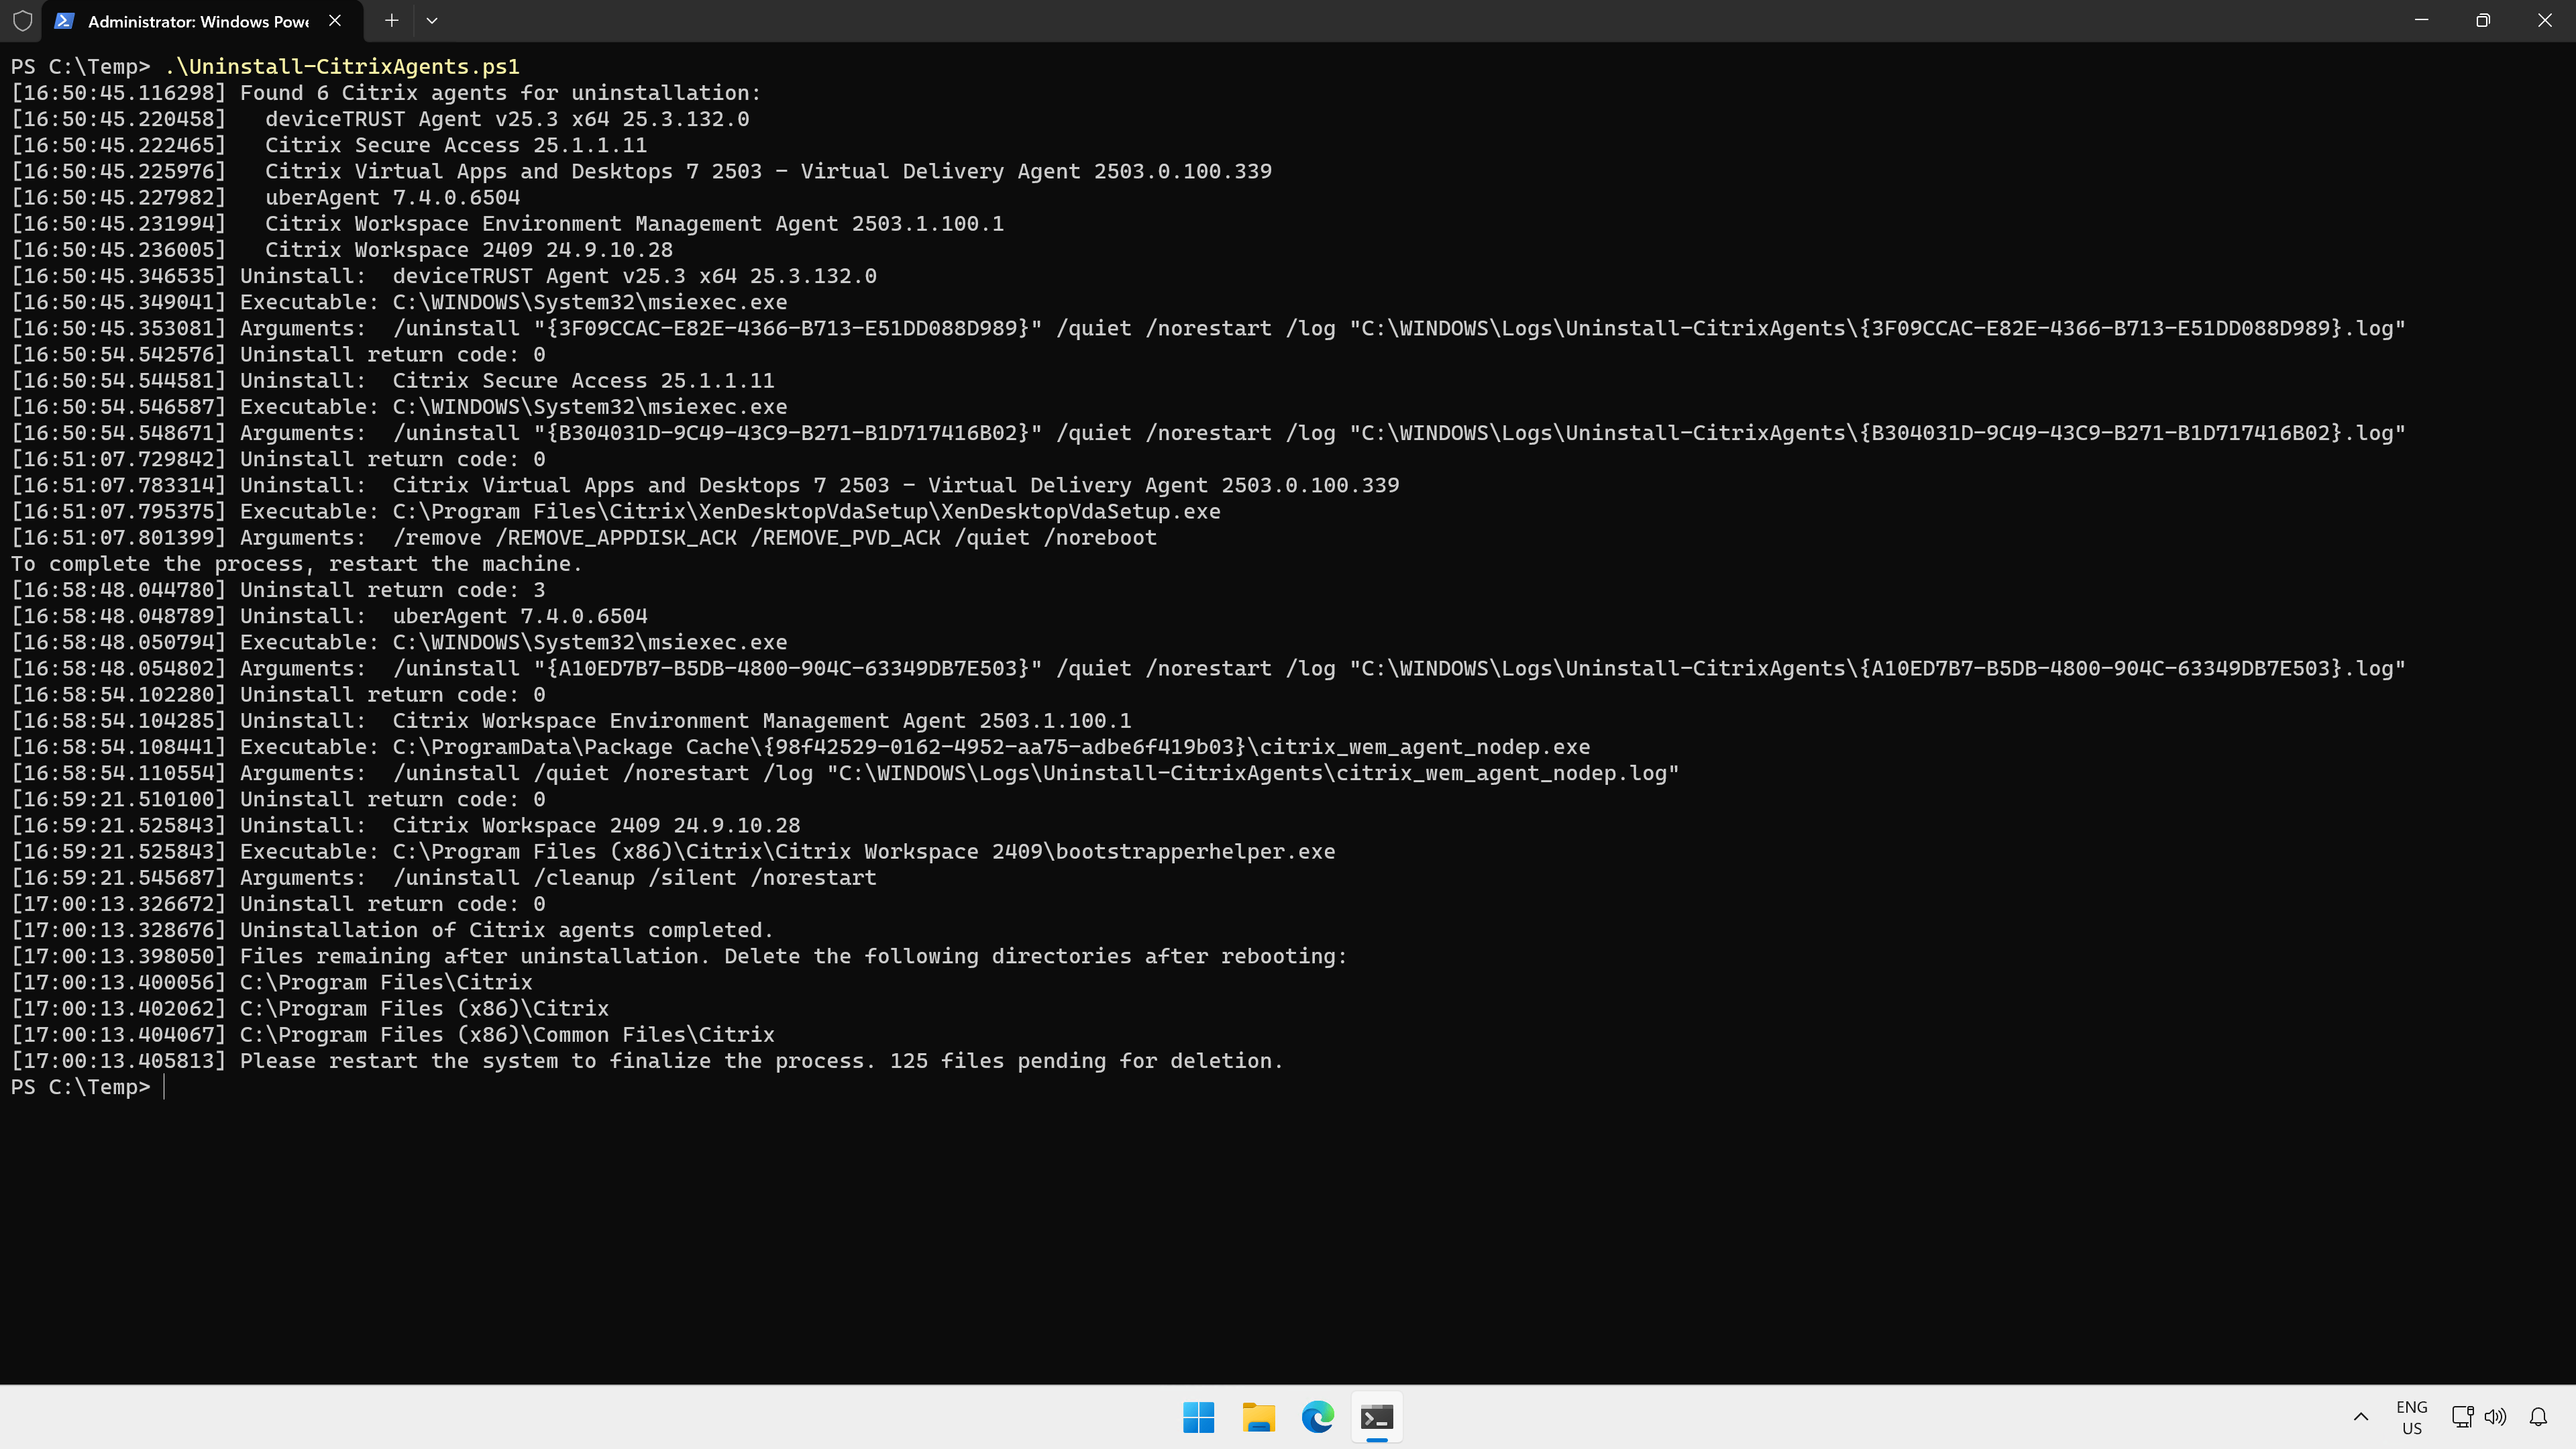 Administrator: Windows Powe
PS C:\Temp> .\Uninstall-CitrixAgents.ps1
[16:50:45.116298] Found 6 Citrix agents for uninstallation:
[16:50:45.220458]   deviceTRUST Agent v25.3 x64 25.3.132.0
[16:50:45.222465]   Citrix Secure Access 25.1.1.11
[16:50:45.225976]   Citrix Virtual Apps and Desktops 7 2503 - Virtual Delivery Agent 2503.0.100.339
[16:50:45.227982]   uberAgent 7.4.0.6504
[16:50:45.231994]   Citrix Workspace Environment Management Agent 2503.1.100.1
[16:50:45.236005]   Citrix Workspace 2409 24.9.10.28
[16:50:45.346535] Uninstall:  deviceTRUST Agent v25.3 x64 25.3.132.0
[16:50:45.349041] Executable: C:\WINDOWS\System32\msiexec.exe
[16:50:45.353081] Arguments:  /uninstall "{3F09CCAC-E82E-4366-B713-E51DD088D989}" /quiet /norestart /log "C:\WINDOWS\Logs\Uninstall-CitrixAgents\{3F09CCAC-E82E-4366-B713-E51DD088D989}.log"
[16:50:54.542576] Uninstall return code: 0
[16:50:54.544581] Uninstall:  Citrix Secure Access 25.1.1.11
[16:50:54.546587] Executable: C:\WINDOWS\System32\msiexec.exe
[16:50:54.548671] Arguments:  /uninstall "{B304031D-9C49-43C9-B271-B1D717416B02}" /quiet /norestart /log "C:\WINDOWS\Logs\Uninstall-CitrixAgents\{B304031D-9C49-43C9-B271-B1D717416B02}.log"
[16:51:07.729842] Uninstall return code: 0
[16:51:07.783314] Uninstall:  Citrix Virtual Apps and Desktops 7 2503 - Virtual Delivery Agent 2503.0.100.339
[16:51:07.795375] Executable: C:\Program Files\Citrix\XenDesktopVdaSetup\XenDesktopVdaSetup.exe
[16:51:07.801399] Arguments:  /remove /REMOVE_APPDISK_ACK /REMOVE_PVD_ACK /quiet /noreboot
To complete the process, restart the machine.
[16:58:48.044780] Uninstall return code: 3
[16:58:48.048789] Uninstall:  uberAgent 7.4.0.6504
[16:58:48.050794] Executable: C:\WINDOWS\System32\msiexec.exe
[16:58:48.054802] Arguments:  /uninstall "{A10ED7B7-B5DB-4800-904C-63349DB7E503}" /quiet /norestart /log "C:\WINDOWS\Logs\Uninstall-CitrixAgents\{A10ED7B7-B5DB-4800-904C-63349DB7E503}.log"
[16:58:54.102280] Uninstall return code: 0
[16:58:54.104285] Uninstall:  Citrix Workspace Environment Management Agent 2503.1.100.1
[16:58:54.108441] Executable: C:\ProgramData\Package Cache\{98f42529-0162-4952-aa75-adbe6f419b03}\citrix_wem_agent_nodep.exe
[16:58:54.110554] Arguments:  /uninstall /quiet /norestart /log "C:\WINDOWS\Logs\Uninstall-CitrixAgents\citrix_wem_agent_nodep.log"
[16:59:21.510100] Uninstall return code: 0
[16:59:21.525843] Uninstall:  Citrix Workspace 2409 24.9.10.28
[16:59:21.525843] Executable: C:\Program Files (x86)\Citrix\Citrix Workspace 2409\bootstrapperhelper.exe
[16:59:21.545687] Arguments:  /uninstall /cleanup /silent /norestart
[17:00:13.326672] Uninstall return code: 0
[17:00:13.328676] Uninstallation of Citrix agents completed.
[17:00:13.398050] Files remaining after uninstallation. Delete the following directories after rebooting:
[17:00:13.400056] C:\Program Files\Citrix
[17:00:13.402062] C:\Program Files (x86)\Citrix
[17:00:13.404067] C:\Program Files (x86)\Common Files\Citrix
[17:00:13.405813] Please restart the system to finalize the process. 125 files pending for deletion.
PS C:\Temp>
ENG
US